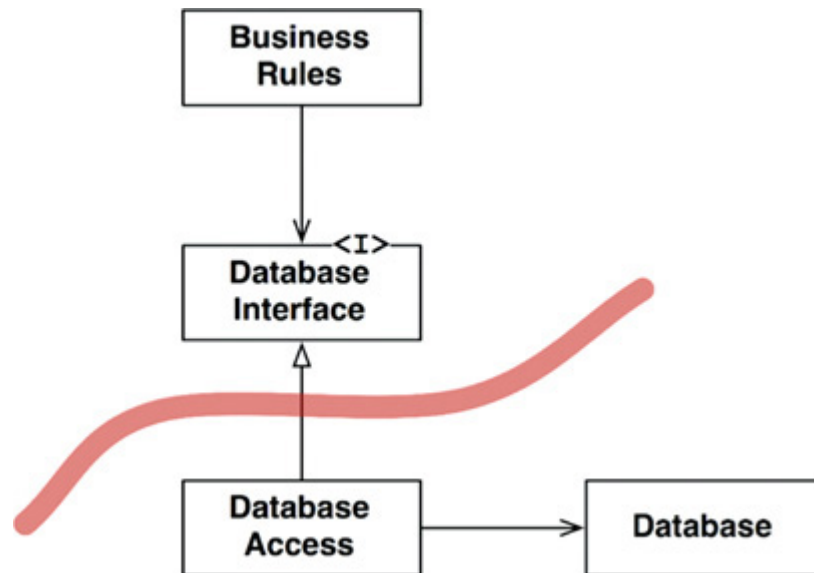 Business
Rules
<I>
Database
Interface
Database
Access
Database